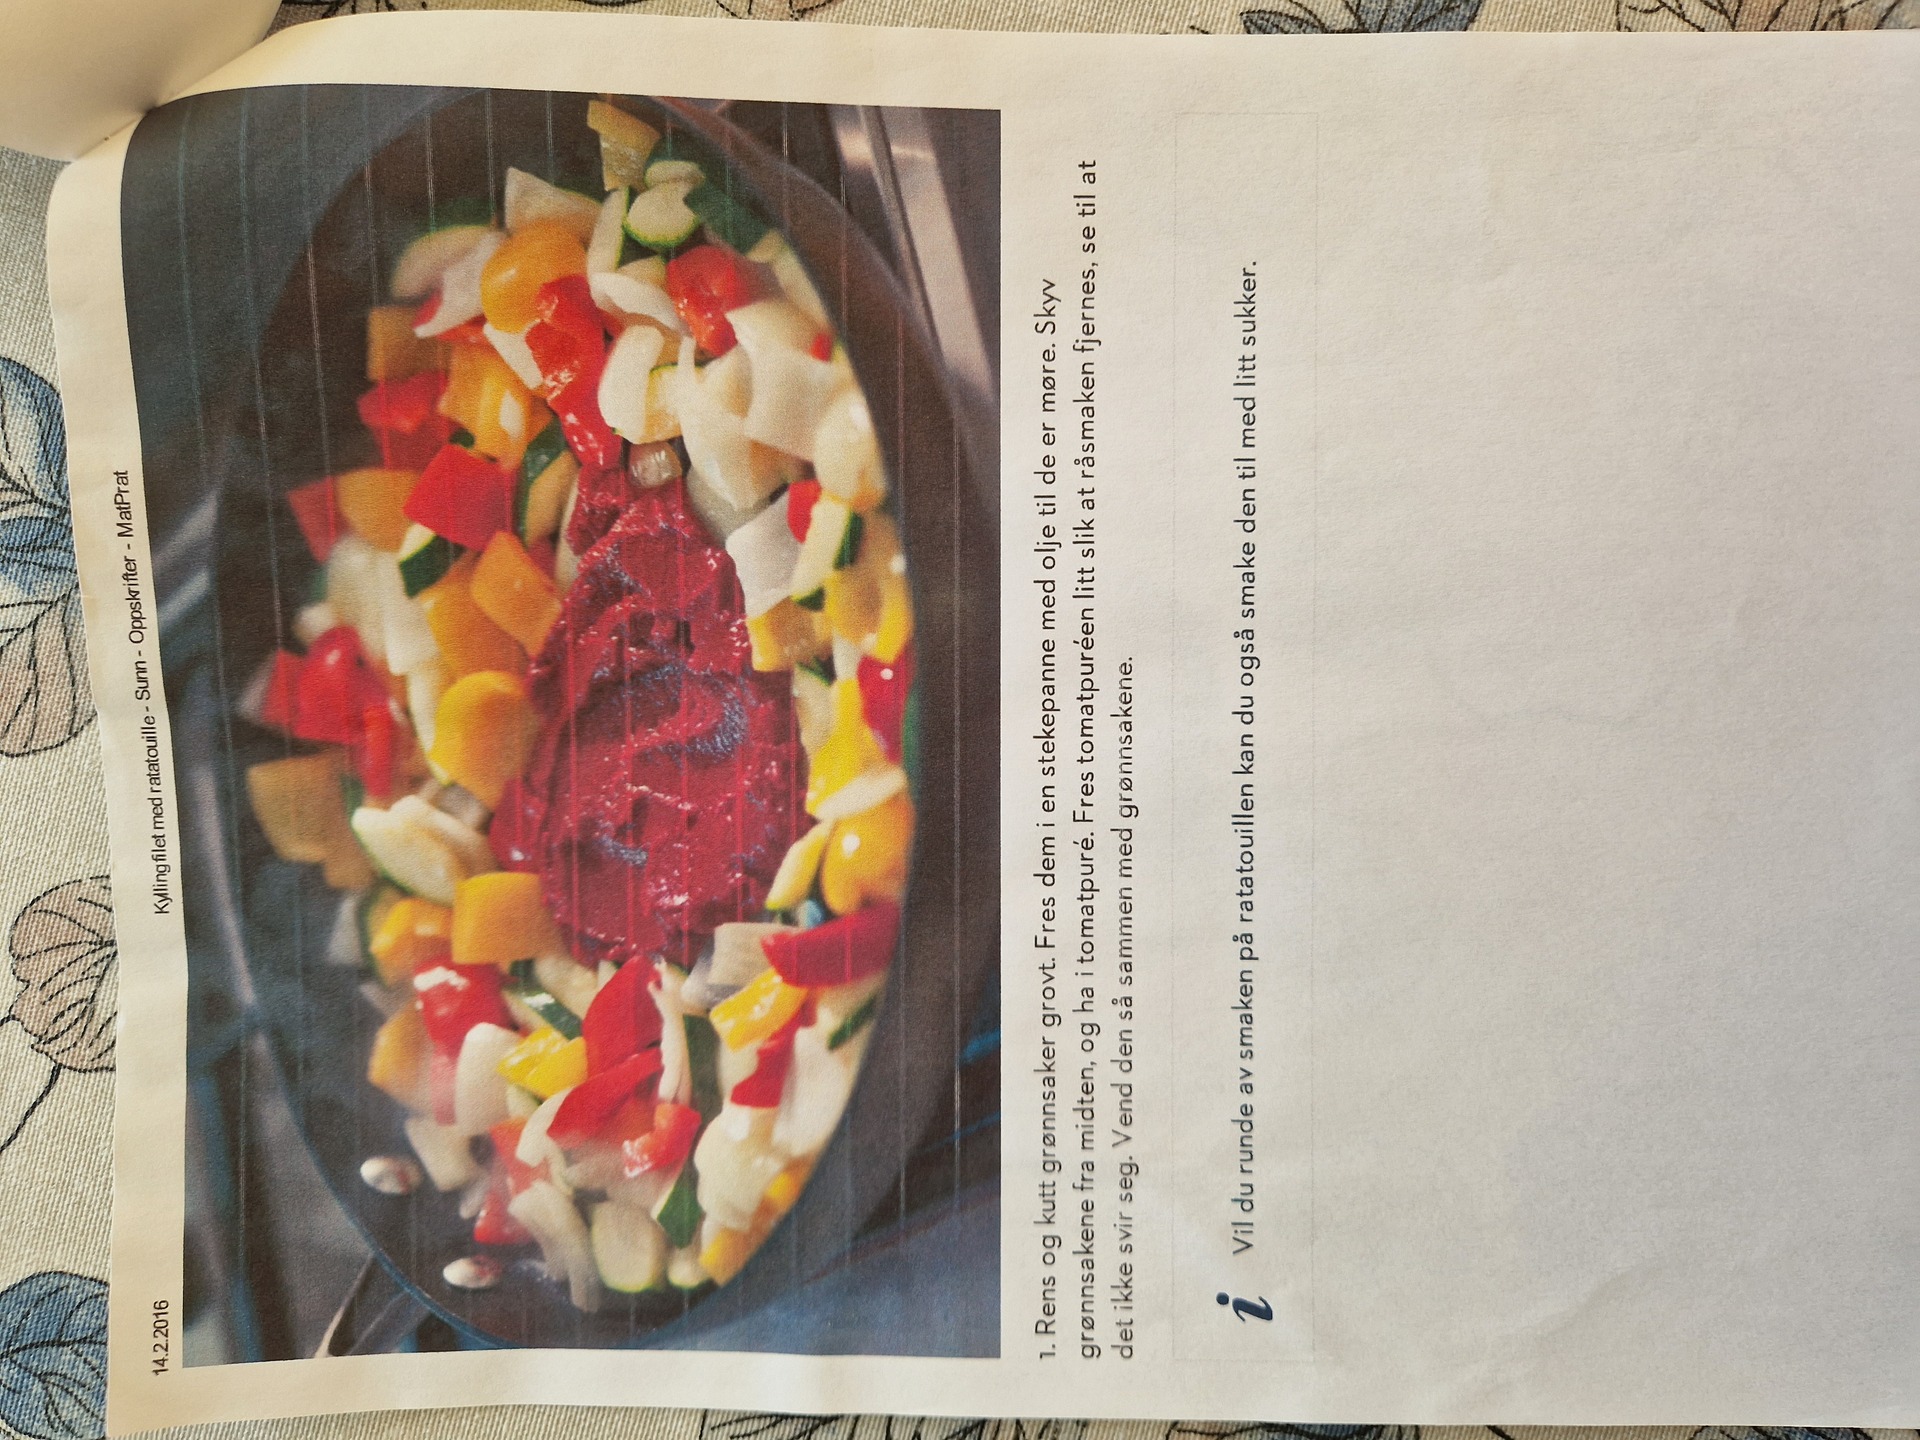 14.2.2016
Kyllingfilet med ratatouille - Sunn - Oppskrifter - MatPrat
1. Rens og kutt grønnsaker grovt. Fres dem i en stekepanne med olje til de er møre. Skyv
grønnsakene fra midten, og ha i tomatpuré. Fres tomatpuréen litt slik at råsmaken fjernes, se til at
det ikke svir seg. Vend den så sammen med grønnsakene.
i Vil du runde av smaken på ratatouillen kan du også smake den til med litt sukker.